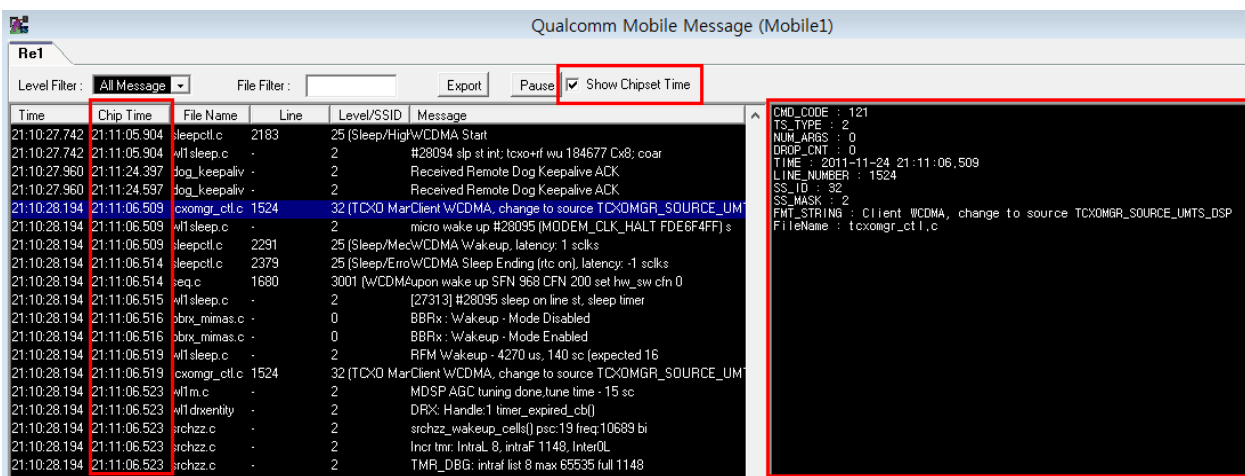 Qualcomm Mobile Message (Mobile1)
Re1
Level Filter : All Message File Filter : Export Pause Show Chipset Time
Time Chip Time File Name Line Level/SSID Message
21:10:27.742 21:11:05.904 sleepctl.c 2183 25 (Sleep/High WCDMA Start
21:10:27.742 21:11:05.904 wl1sleep.c - 2 #28094 slp st int; tcxo+rf wu 184677 Cx8; coar
21:10:27.960 21:11:24.397 dog_keepaliv - 2 Received Remote Dog Keepalive ACK
21:10:27.960 21:11:24.597 dog_keepaliv - 2 Received Remote Dog Keepalive ACK
21:10:28.194 21:11:06.509 tcxomgr_ctl.c 1524 32 (TCXO Mar Client WCDMA, change to source TCXOMGR_SOURCE_UMT
21:10:28.194 21:11:06.509 wl1sleep.c - 2 micro wake up #28095 (MODEM_CLK_HALT FDE6F4FF) s
21:10:28.194 21:11:06.509 sleepctl.c 2291 25 (Sleep/Med WCDMA Wakeup, latency: 1 sclks
21:10:28.194 21:11:06.514 sleepctl.c 2379 25 (Sleep/Erro WCDMA Sleep Ending (rtc on), latency: -1 sclks
21:10:28.194 21:11:06.514 seq.c 1680 3001 (WCDMA upon wake up SFN 968 CFN 200 set hw_sw cfn 0
21:10:28.194 21:11:06.515 wl1sleep.c - 2 [27313] #28095 sleep on line st, sleep timer
21:10:28.194 21:11:06.516 bbrx_mimas.c - 0 BBRx : Wakeup - Mode Disabled
21:10:28.194 21:11:06.516 bbrx_mimas.c - 0 BBRx : Wakeup - Mode Enabled
21:10:28.194 21:11:06.519 wl1sleep.c - 2 RFM Wakeup - 4270 us, 140 sc (expected 16
21:10:28.194 21:11:06.519 tcxomgr_ctl.c 1524 32 (TCXO Mar Client WCDMA, change to source TCXOMGR_SOURCE_UMT
21:10:28.194 21:11:06.523 wl1m.c - 2 MDSP AGC tuning done,tune time - 15 sc
21:10:28.194 21:11:06.523 wl1drxentity - 2 DRX: Handle:1 timer_expired_cb()
21:10:28.194 21:11:06.523 srchzz.c - 2 srchzz_wakeup_cells() psc:19 freq:10689 bi
21:10:28.194 21:11:06.523 srchzz.c - 2 Incr tmr: IntraL 8, intraF 1148, Inter0L
21:10:28.194 21:11:06.523 srchzz.c - 2 TMR_DBG: intraf list 8 max 65535 full 1148
CMD_CODE : 121
TS_TYPE : 2
NUM_ARGS : 0
DROP_CNT : 0
TIME : 2011-11-24 21:11:06,509
LINE_NUMBER : 1524
SS_ID : 32
SS_MASK : 2
FMT_STRING : Client WCDMA, change to source TCXOMGR_SOURCE_UMTS_DSP
FileName : tcxomgr_ctl.c